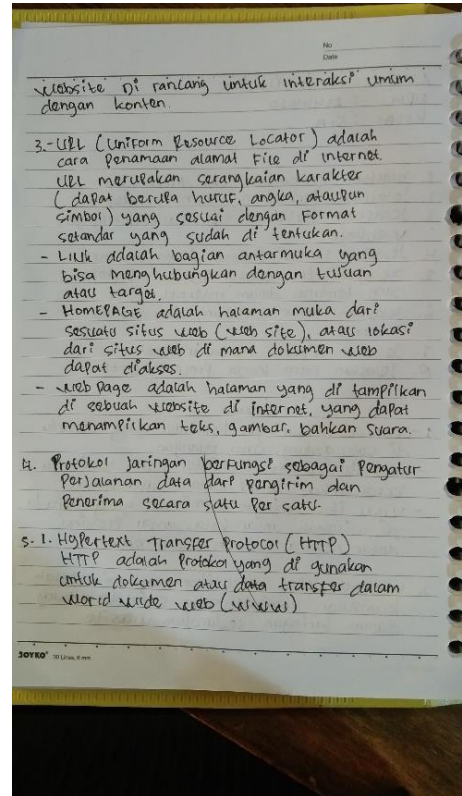 No
Date
website Di rancang untuk interaksi umum
dengan konten.
3.-URL (Uniform Resource Locator) adalah
cara Penamaan alamat File di internet.
URL merupakan serangkaian karakter
(dapat berupa huruf, angka, ataupun
simbol) yang sesuai dengan Format
setandar yang sudah di tentukan.
- Link adalah bagian antarmuka yang
bisa menghubungkan dengan tujuan
atau target.
- HOMEPAGE adalah halaman muka dari
sesuatu situs web (web site), atau lokasi
dari situs web di mana dokumen web
dapat diakses.
- web page adalah halaman yang di tampilkan
di sebuah website di internet, yang dapat
menampilkan teks, gambar, bahkan suara.
4. Protokol jaringan berFungsi sebagai Pengatur
Perjalanan data dari pengirim dan
Penerima secara satu Per satu.
5. 1. Hypertext Transfer Protocol (HTTP)
HTTP adalah Protokol yang di gunakan
untuk dokumen atau data transfer dalam
World wide web (WWW)
JOYKO 30 Lines, 8 mm